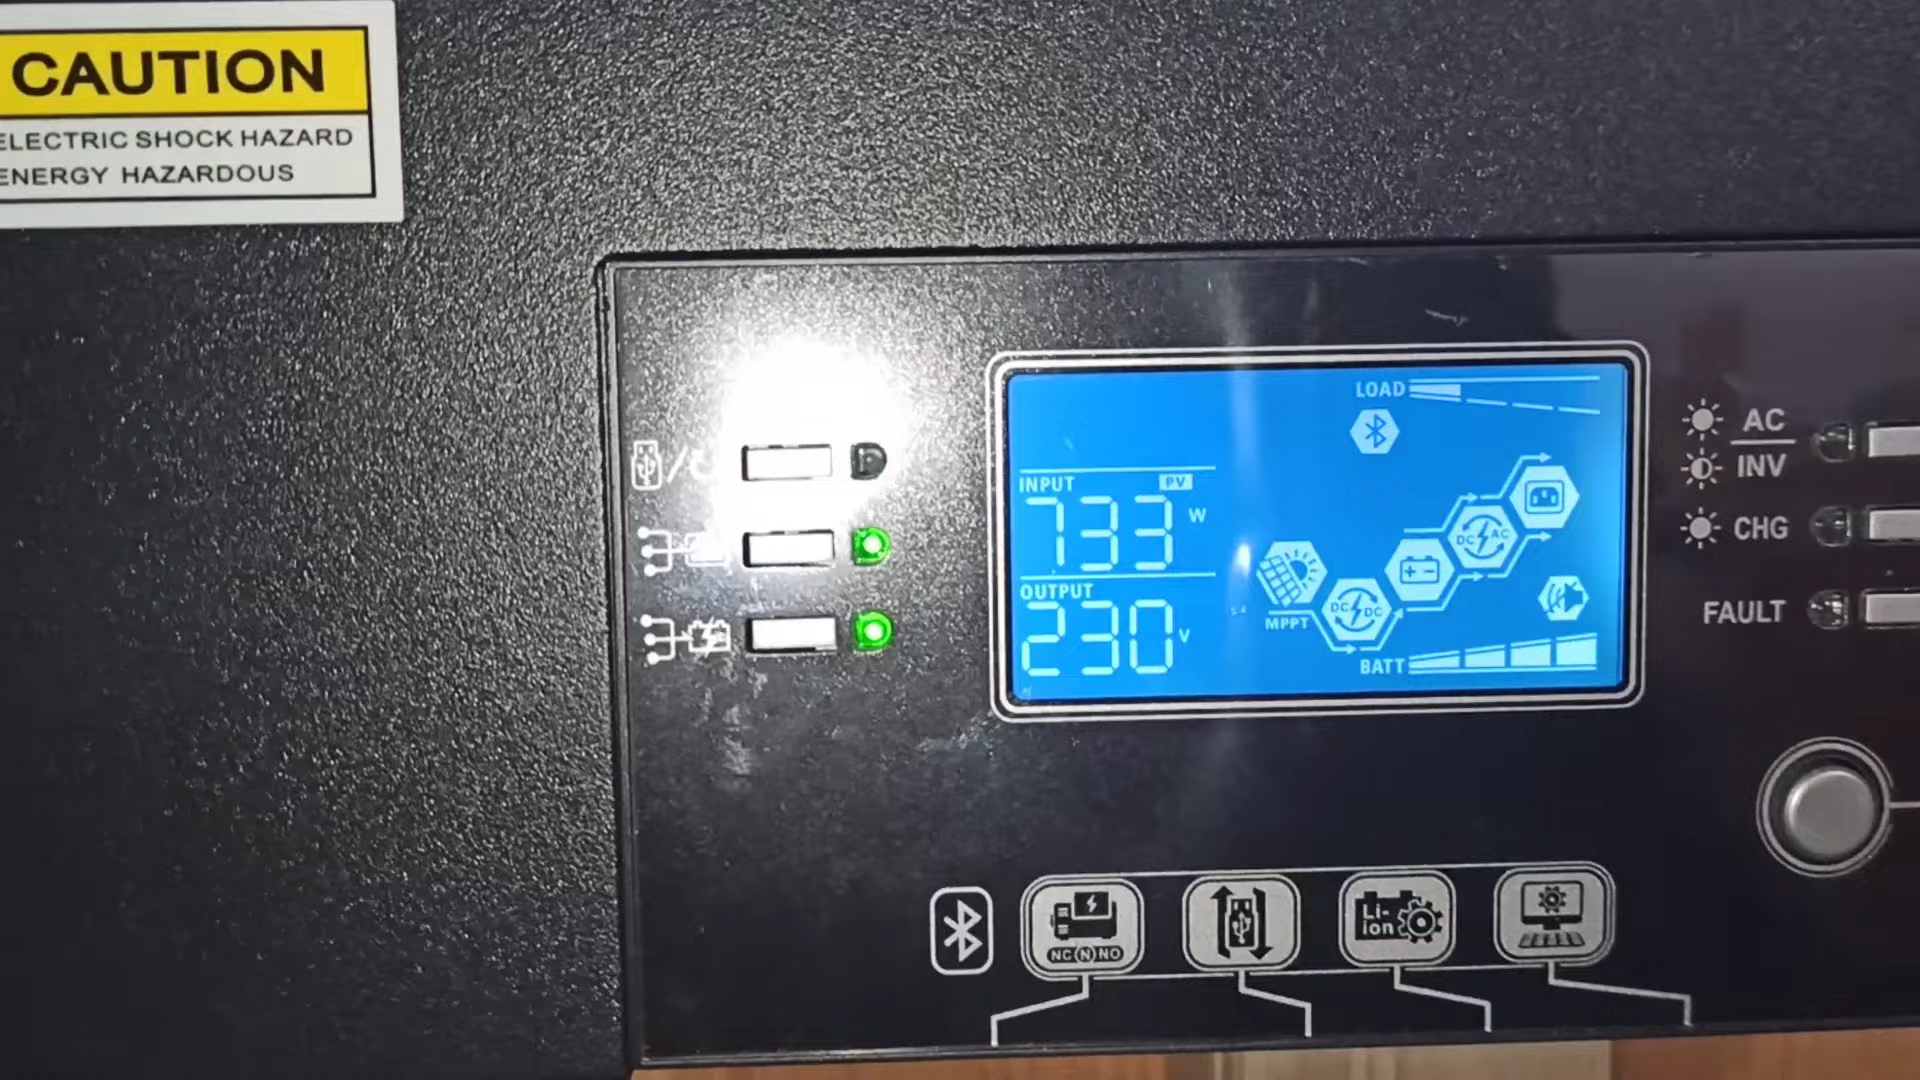 CAUTION
ELECTRIC SHOCK HAZARD
ENERGY HAZARDOUS
LOAD
INPUT PV
733 W
OUTPUT
230 V
DC DC
DC AC
MPPT
BATT
AC
INV
CHG
FAULT
NC N NO
Li-
ion